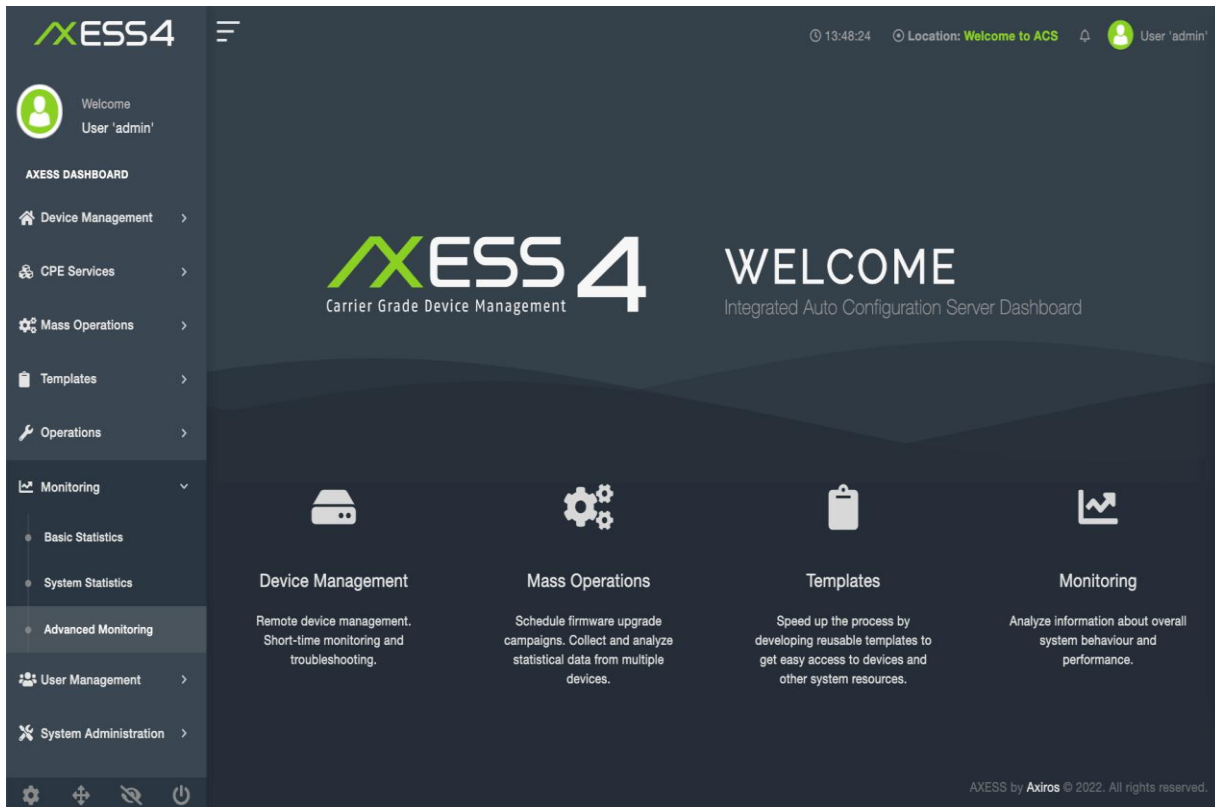 AXESS4
13:48:24
Location: Welcome to ACS
User 'admin'
Welcome
User 'admin'
AXESS DASHBOARD
Device Management
CPE Services
Mass Operations
Templates
Operations
Monitoring
Basic Statistics
System Statistics
Advanced Monitoring
User Management
System Administration
AXESS 4
Carrier Grade Device Management
WELCOME
Integrated Auto Configuration Server Dashboard
Device Management
Remote device management.
Short-time monitoring and
troubleshooting.
Mass Operations
Schedule firmware upgrade
campaigns. Collect and analyze
statistical data from multiple
devices.
Templates
Speed up the process by
developing reusable templates to
get easy access to devices and
other system resources.
Monitoring
Analyze information about overall
system behaviour and
performance.
AXESS by Axiros © 2022. All rights reserved.